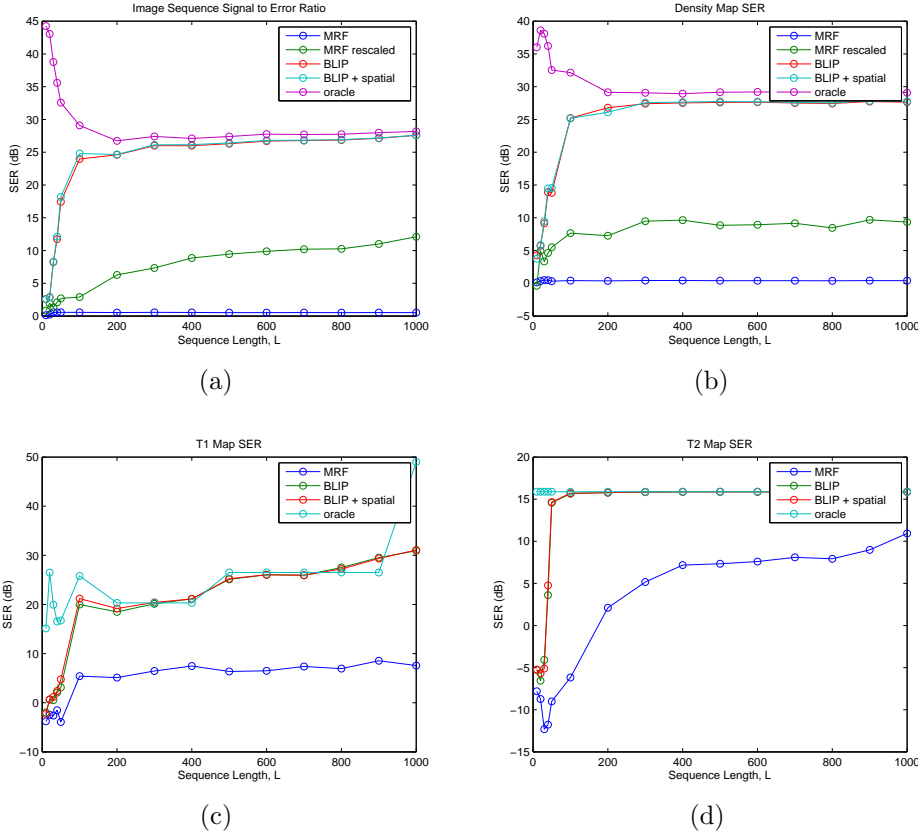 Image Sequence Signal to Error Ratio
SER (dB)
45
40
35
30
25
20
15
10
5
0
0 200 400 600 800 1000
Sequence Length, L
MRF
MRF rescaled
BLIP
BLIP + spatial
oracle
(a)
Density Map SER
SER (dB)
40
35
30
25
20
15
10
5
0
−5
0 200 400 600 800 1000
Sequence Length, L
MRF
MRF rescaled
BLIP
BLIP + spatial
oracle
(b)
T1 Map SER
SER (dB)
50
40
30
20
10
0
−10
0 200 400 600 800 1000
Sequence Length, L
MRF
BLIP
BLIP + spatial
oracle
(c)
T2 Map SER
SER (dB)
20
15
10
5
0
−5
−10
−15
0 200 400 600 800 1000
Sequence Length, L
MRF
BLIP
BLIP + spatial
oracle
(d)